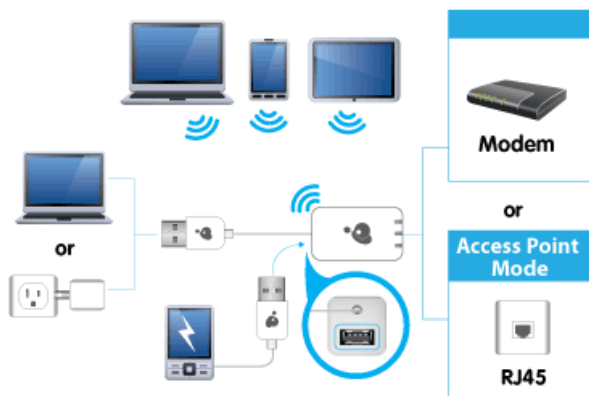 Modem
or
or
Access Point
Mode
RJ45